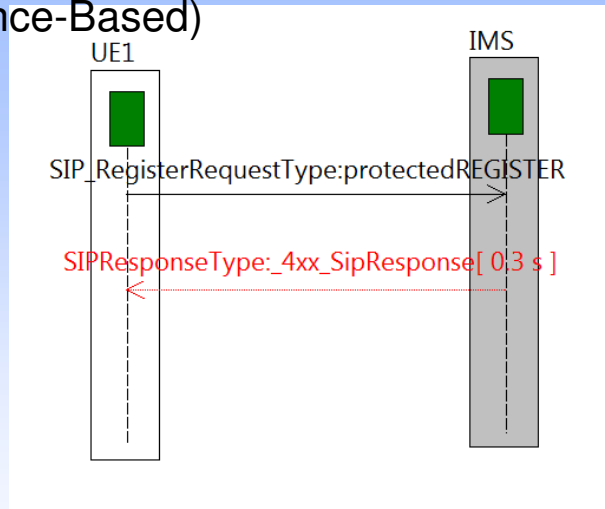 nce-Based)
UE1
IMS
SIP_RegisterRequestType:protectedREGISTER
SIPResponseType:_4xx_SipResponse[ 0.3 s ]